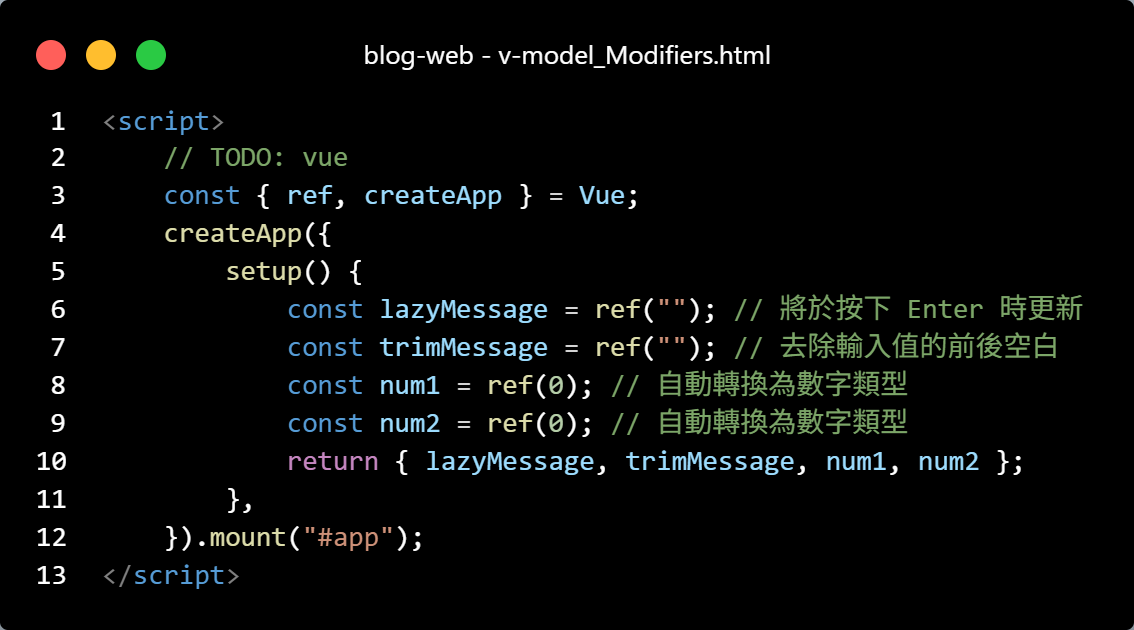 blog-web - v-model_Modifiers.html
1 <script>
2     // TODO: vue
3     const { ref, createApp } = Vue;
4     createApp({
5         setup() {
6             const lazyMessage = ref(""); // 將於按下 Enter 時更新
7             const trimMessage = ref(""); // 去除輸入值的前後空白
8             const num1 = ref(0); // 自動轉換為數字類型
9             const num2 = ref(0); // 自動轉換為數字類型
10             return { lazyMessage, trimMessage, num1, num2 };
11         },
12     }).mount("#app");
13 </script>